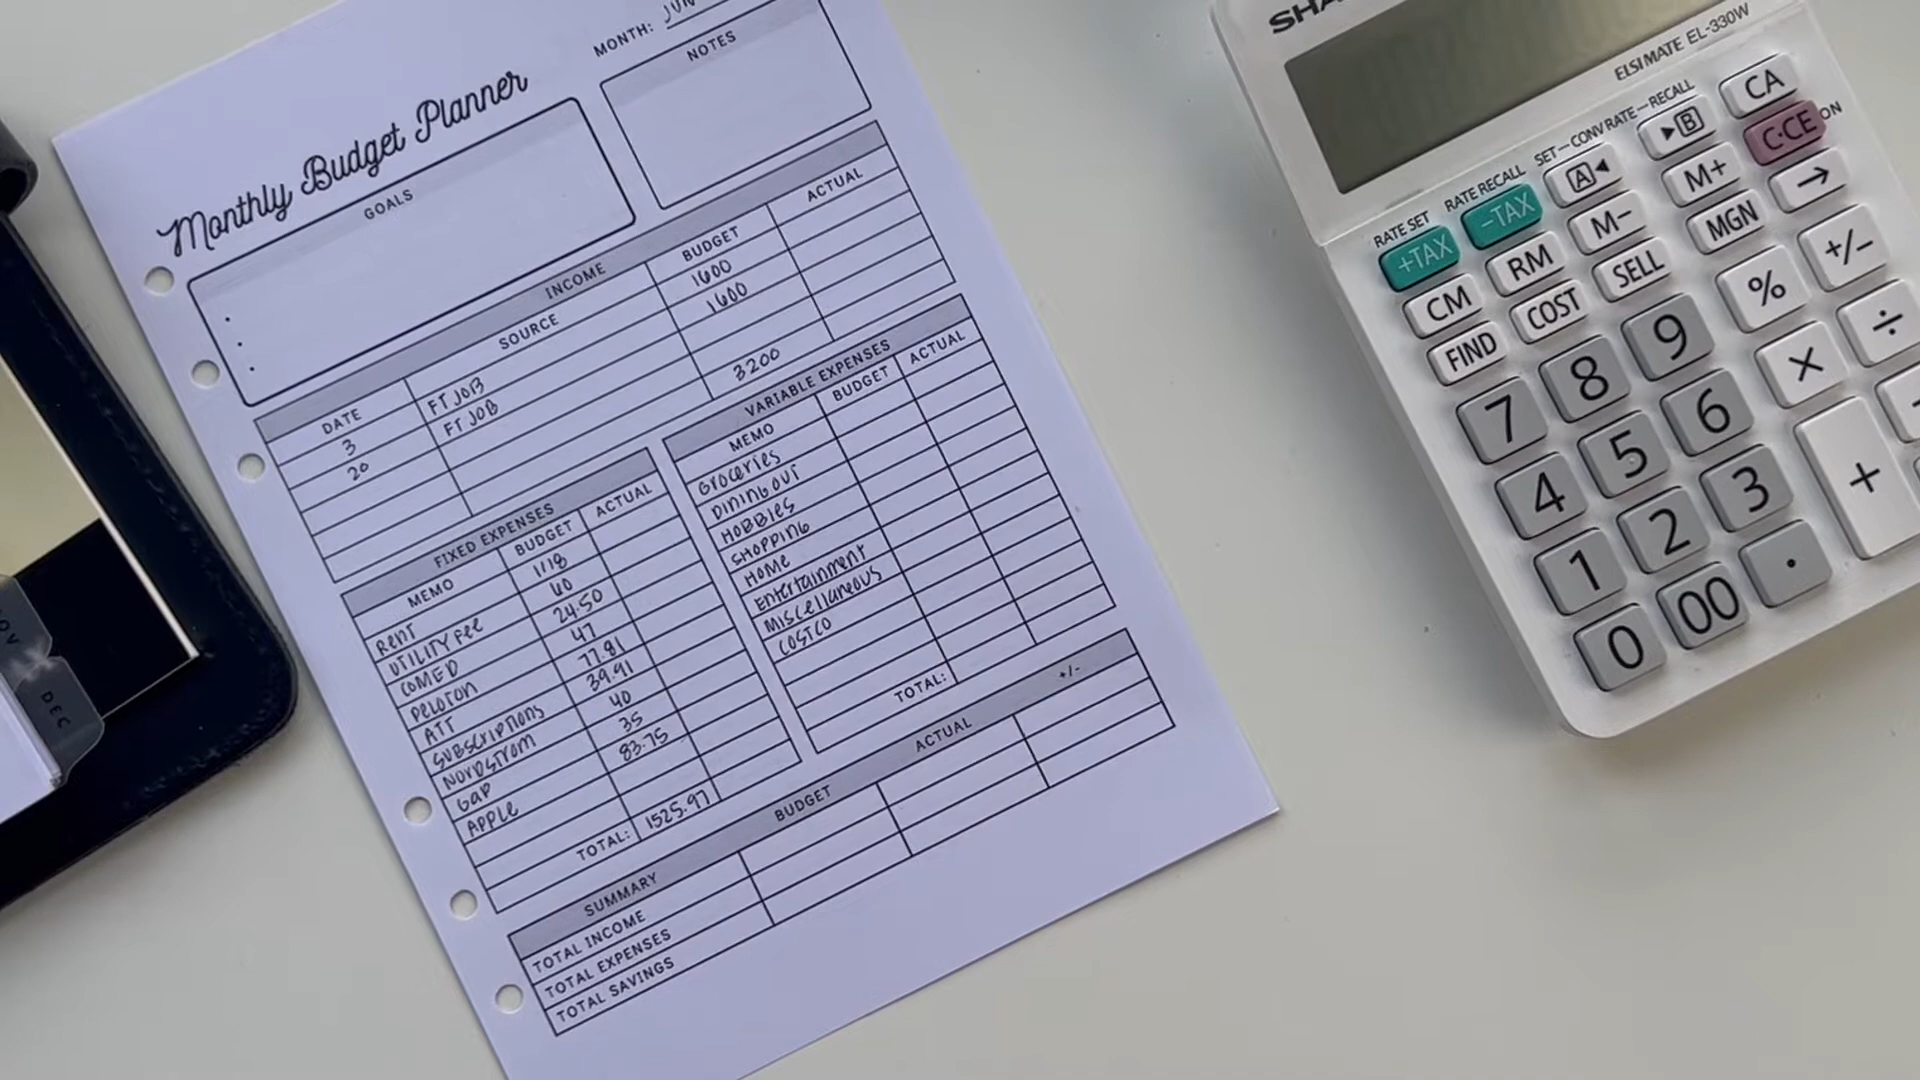 MONTH: JUN
Monthly Budget Planner
GOALS
NOTES
INCOME
DATE SOURCE BUDGET ACTUAL
3 FT JOB 1600
20 FT JOB 1600
3200
FIXED EXPENSES
MEMO BUDGET ACTUAL
RENT 1118
UTILITY FEE 60
COMED 24.50
PELOTON 47
ATT 77.81
SUBSCRIPTIONS 39.91
NORDSTROM 40
GAP 35
APPLE 83.75
TOTAL: 1525.97
VARIABLE EXPENSES
MEMO BUDGET ACTUAL
GROCERIES
DINING OUT
HOBBIES
SHOPPING
HOME
Entertainment
Miscellaneous
COSTCO
TOTAL:
SUMMARY BUDGET ACTUAL +/-
TOTAL INCOME
TOTAL EXPENSES
TOTAL SAVINGS
DEC
SHA
ELSI MATE EL-330W
RATE SET RATE RECALL SET—CONV RATE—RECALL
+TAX -TAX [A]◂ ▸[B] CA
CM RM M− M+ C·CE ON
FIND COST SELL MGN →
7 8 9 % +/−
4 5 6 × ÷
1 2 3 +
0 00 ·